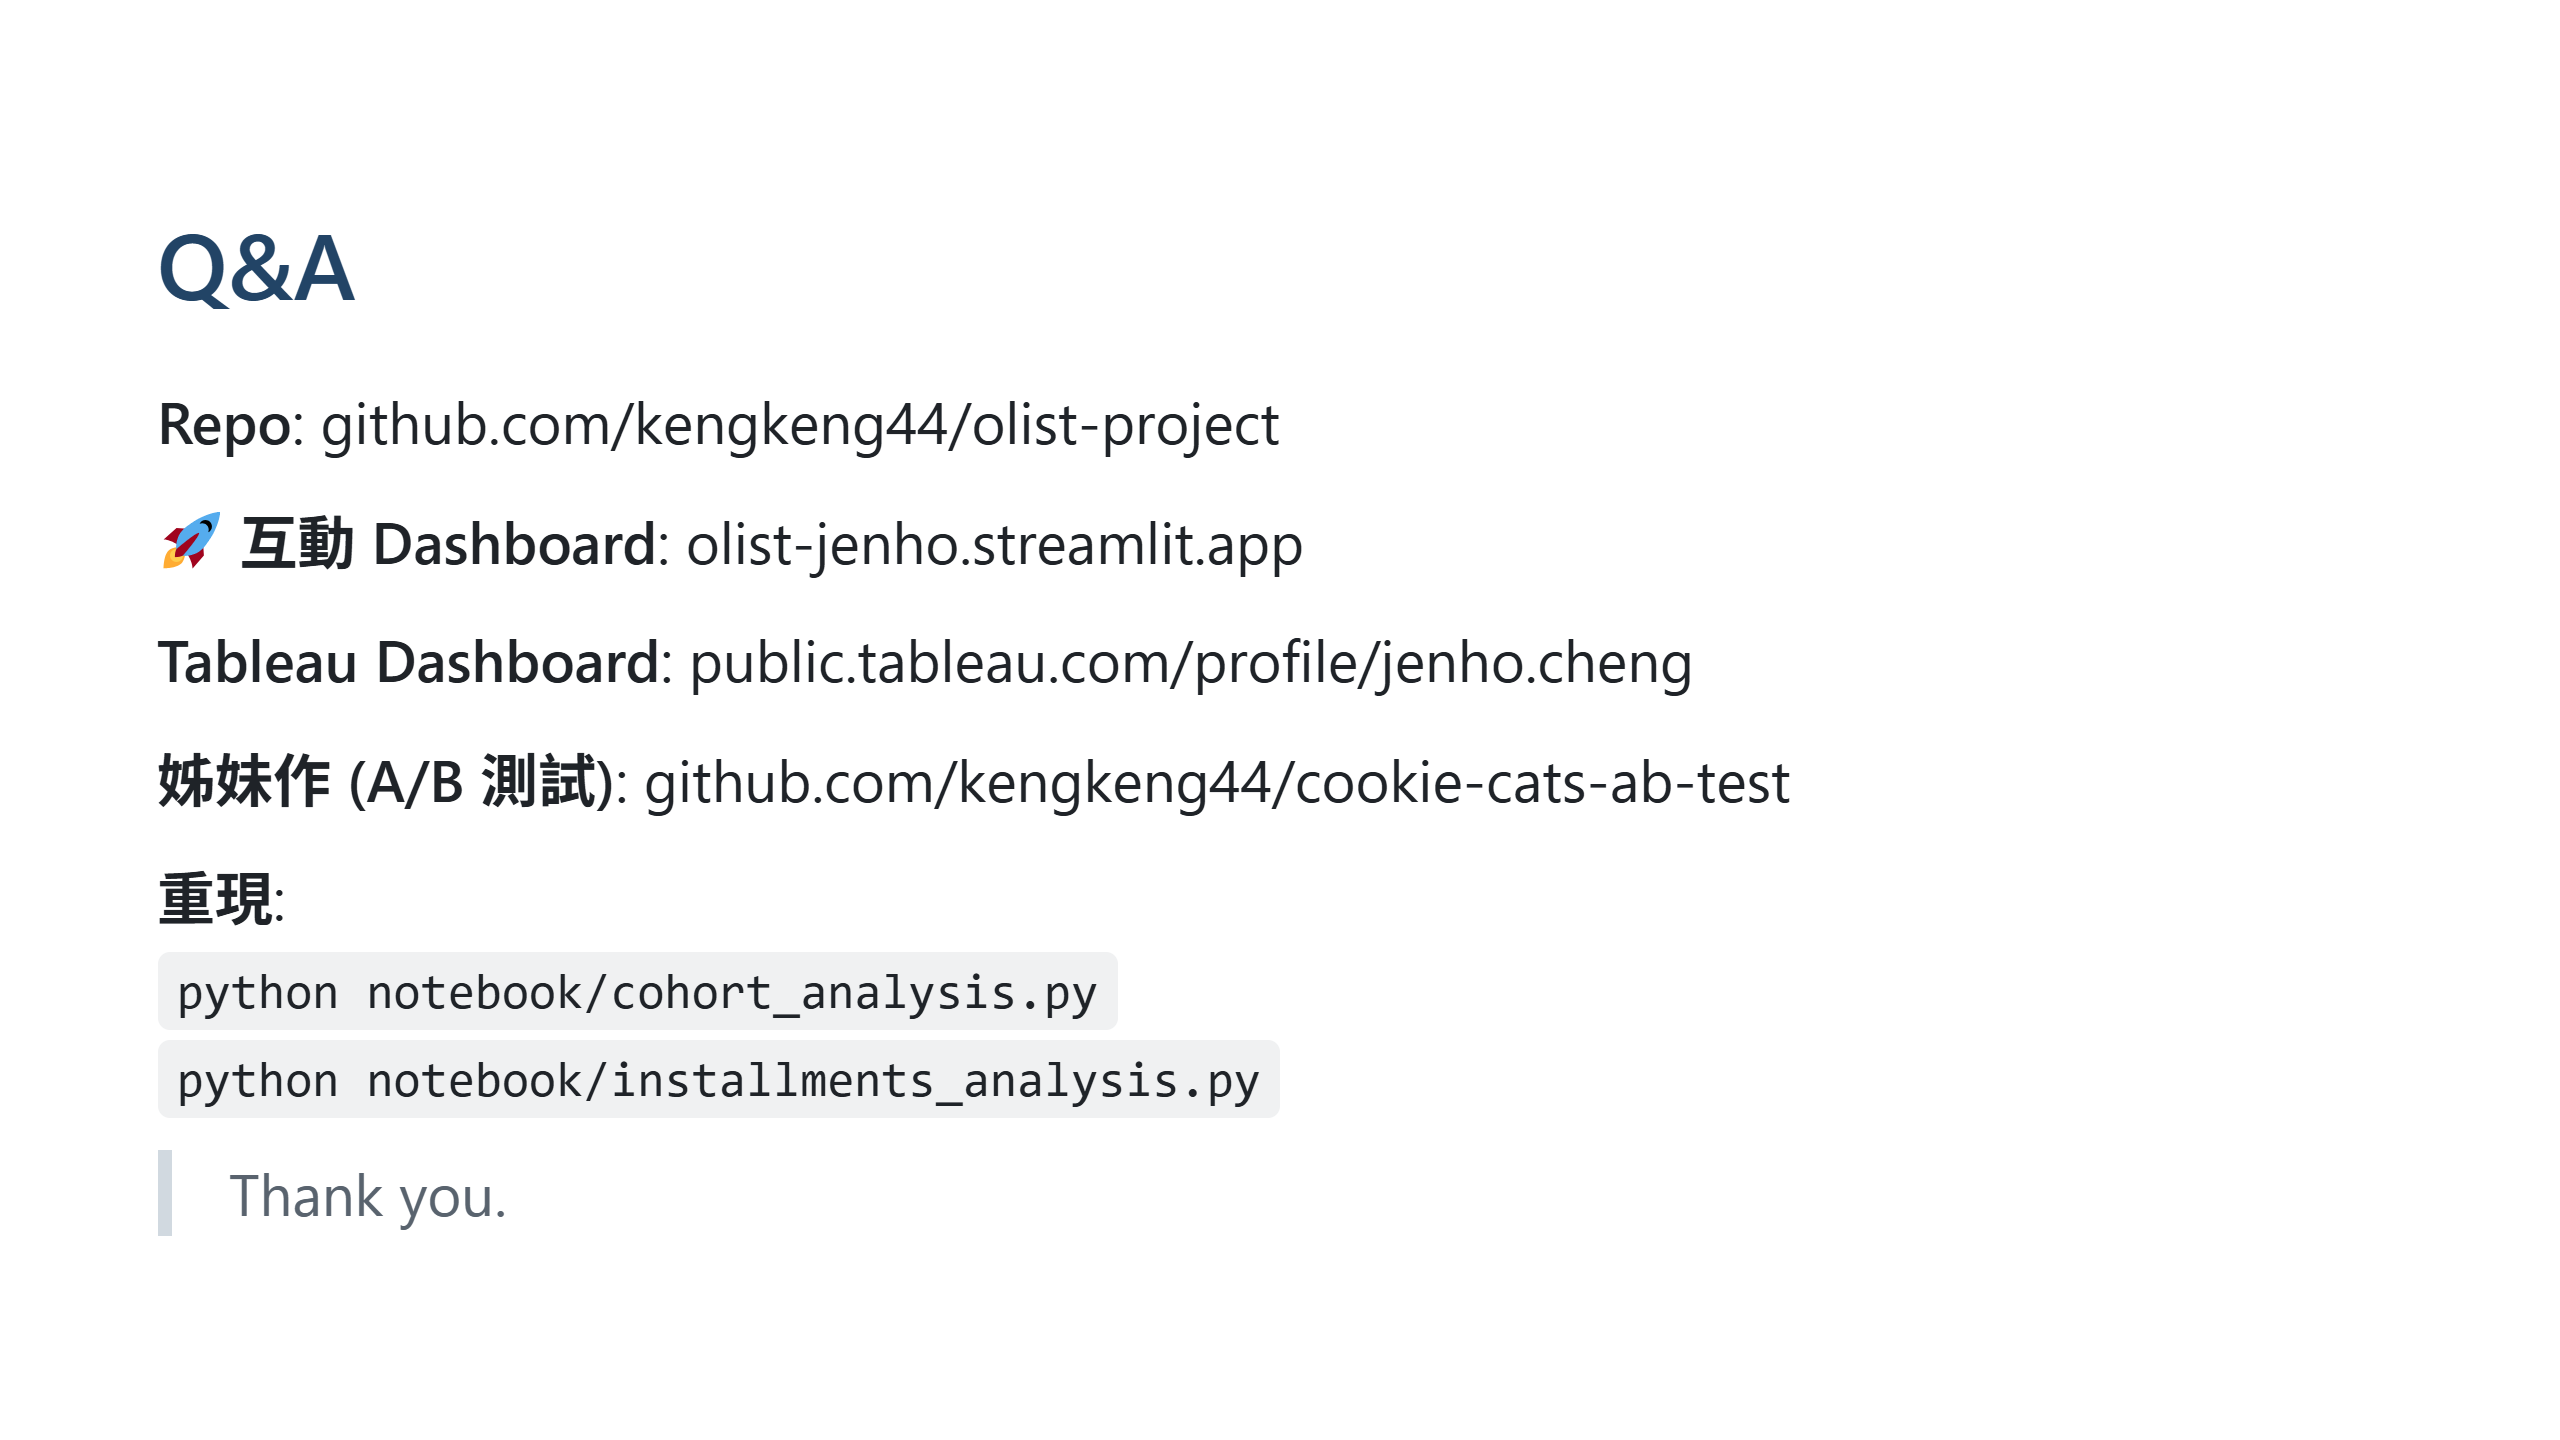 Q&A
Repo: github.com/kengkeng44/olist-project
🚀 互動 Dashboard: olist-jenho.streamlit.app
Tableau Dashboard: public.tableau.com/profile/jenho.cheng
姊妹作 (A/B 測試): github.com/kengkeng44/cookie-cats-ab-test
重現:
python notebook/cohort_analysis.py
python notebook/installments_analysis.py
Thank you.